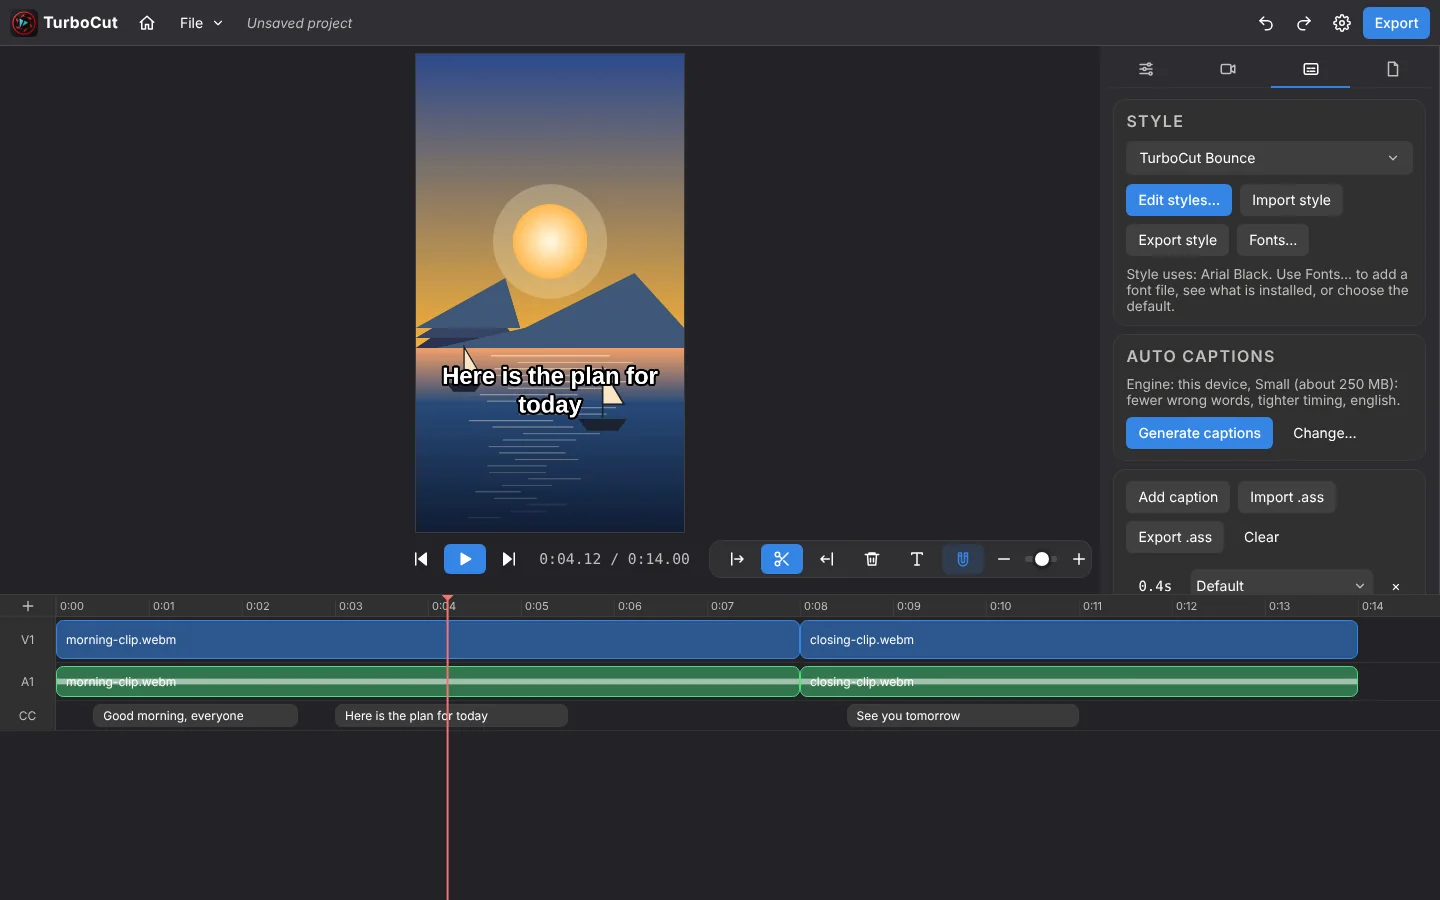 TurboCut
File
Unsaved project
Export
STYLE
TurboCut Bounce
Edit styles...
Import style
Export style
Fonts...
Style uses: Arial Black. Use Fonts... to add a
font file, see what is installed, or choose the
default.
AUTO CAPTIONS
Engine: this device, Small (about 250 MB):
fewer wrong words, tighter timing, english.
Generate captions
Change...
Add caption
Import .ass
Export .ass
Clear
0.4s
Default
×
Here is the plan for
today
0:04.12 / 0:14.00
0:00
0:01
0:02
0:03
0:04
0:05
0:06
0:07
0:08
0:09
0:10
0:11
0:12
0:13
0:14
V1
morning-clip.webm
closing-clip.webm
A1
morning-clip.webm
closing-clip.webm
CC
Good morning, everyone
Here is the plan for today
See you tomorrow